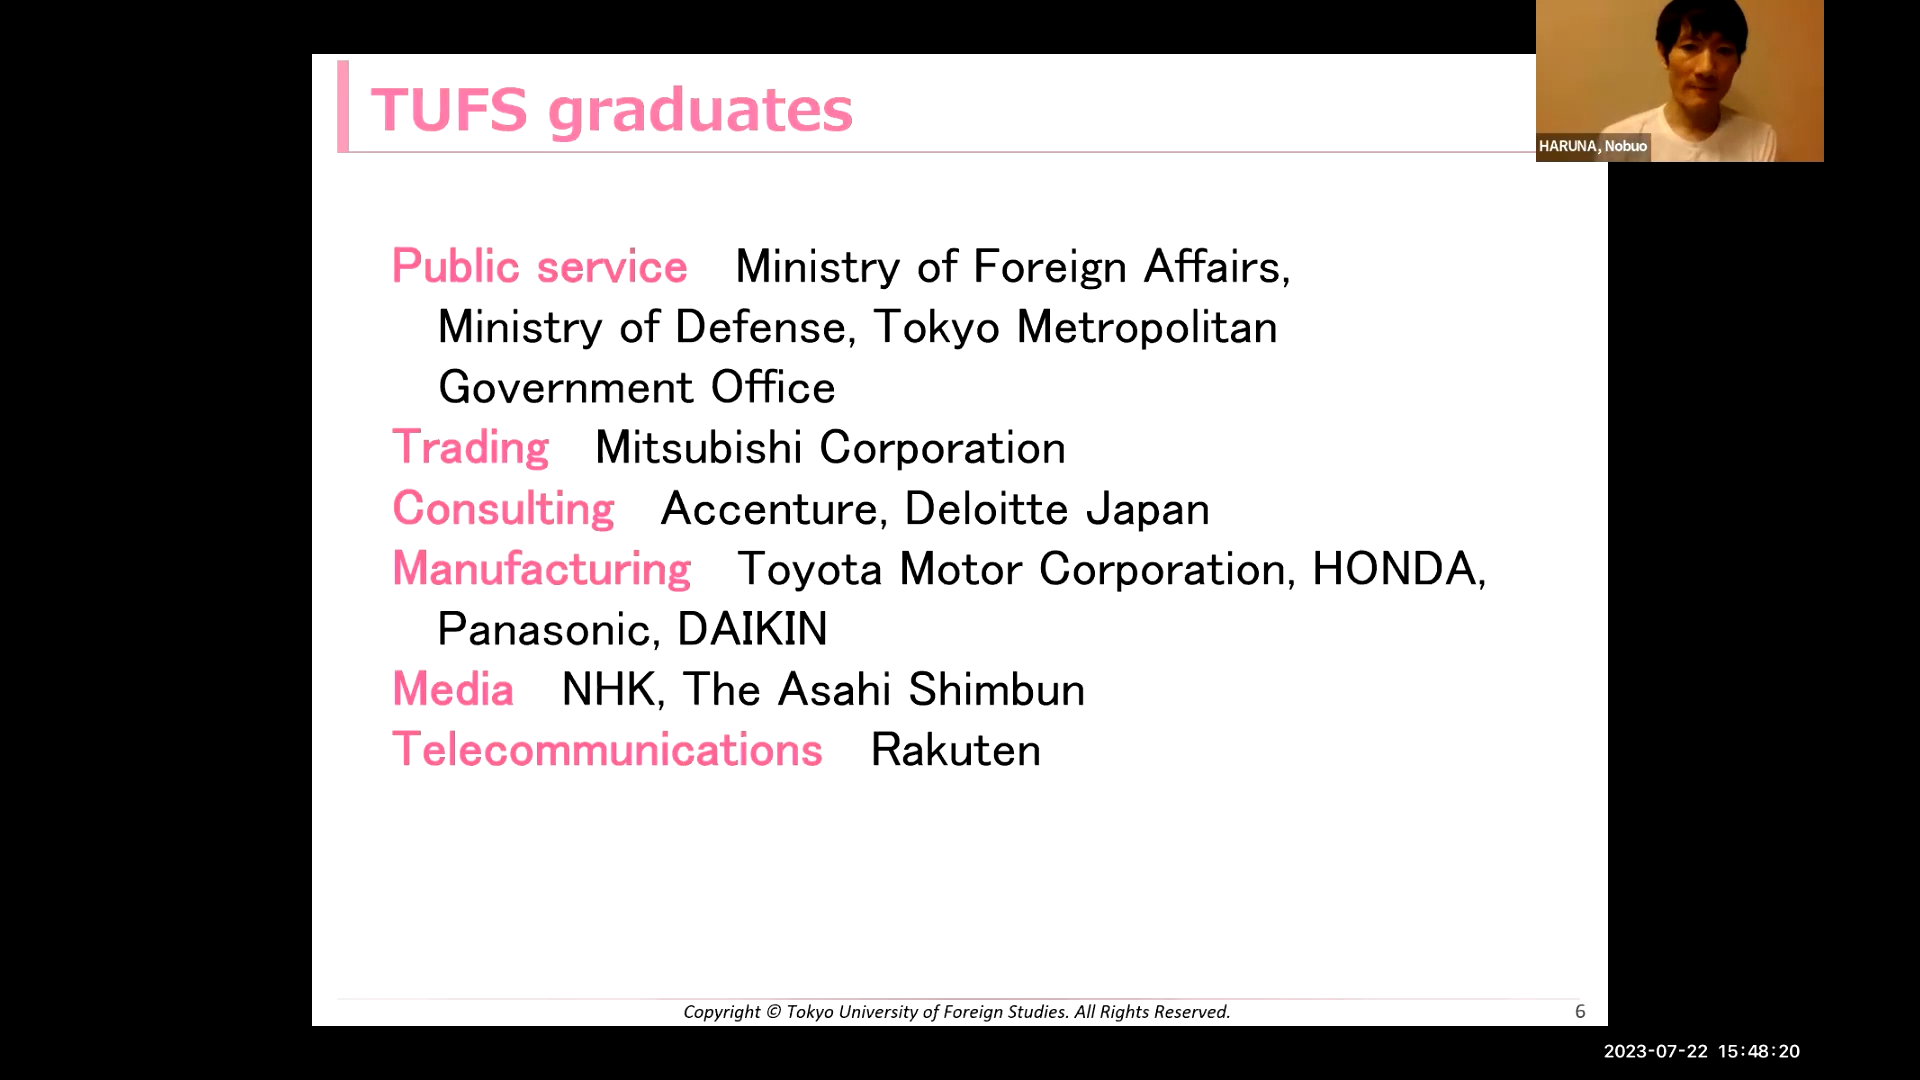 TUFS graduates
HARUNA, Nobuo
Public service Ministry of Foreign Affairs,
Ministry of Defense, Tokyo Metropolitan
Government Office
Trading Mitsubishi Corporation
Consulting Accenture, Deloitte Japan
Manufacturing Toyota Motor Corporation, HONDA,
Panasonic, DAIKIN
Media NHK, The Asahi Shimbun
Telecommunications Rakuten
Copyright © Tokyo University of Foreign Studies. All Rights Reserved.
6
2023-07-22 15:48:20